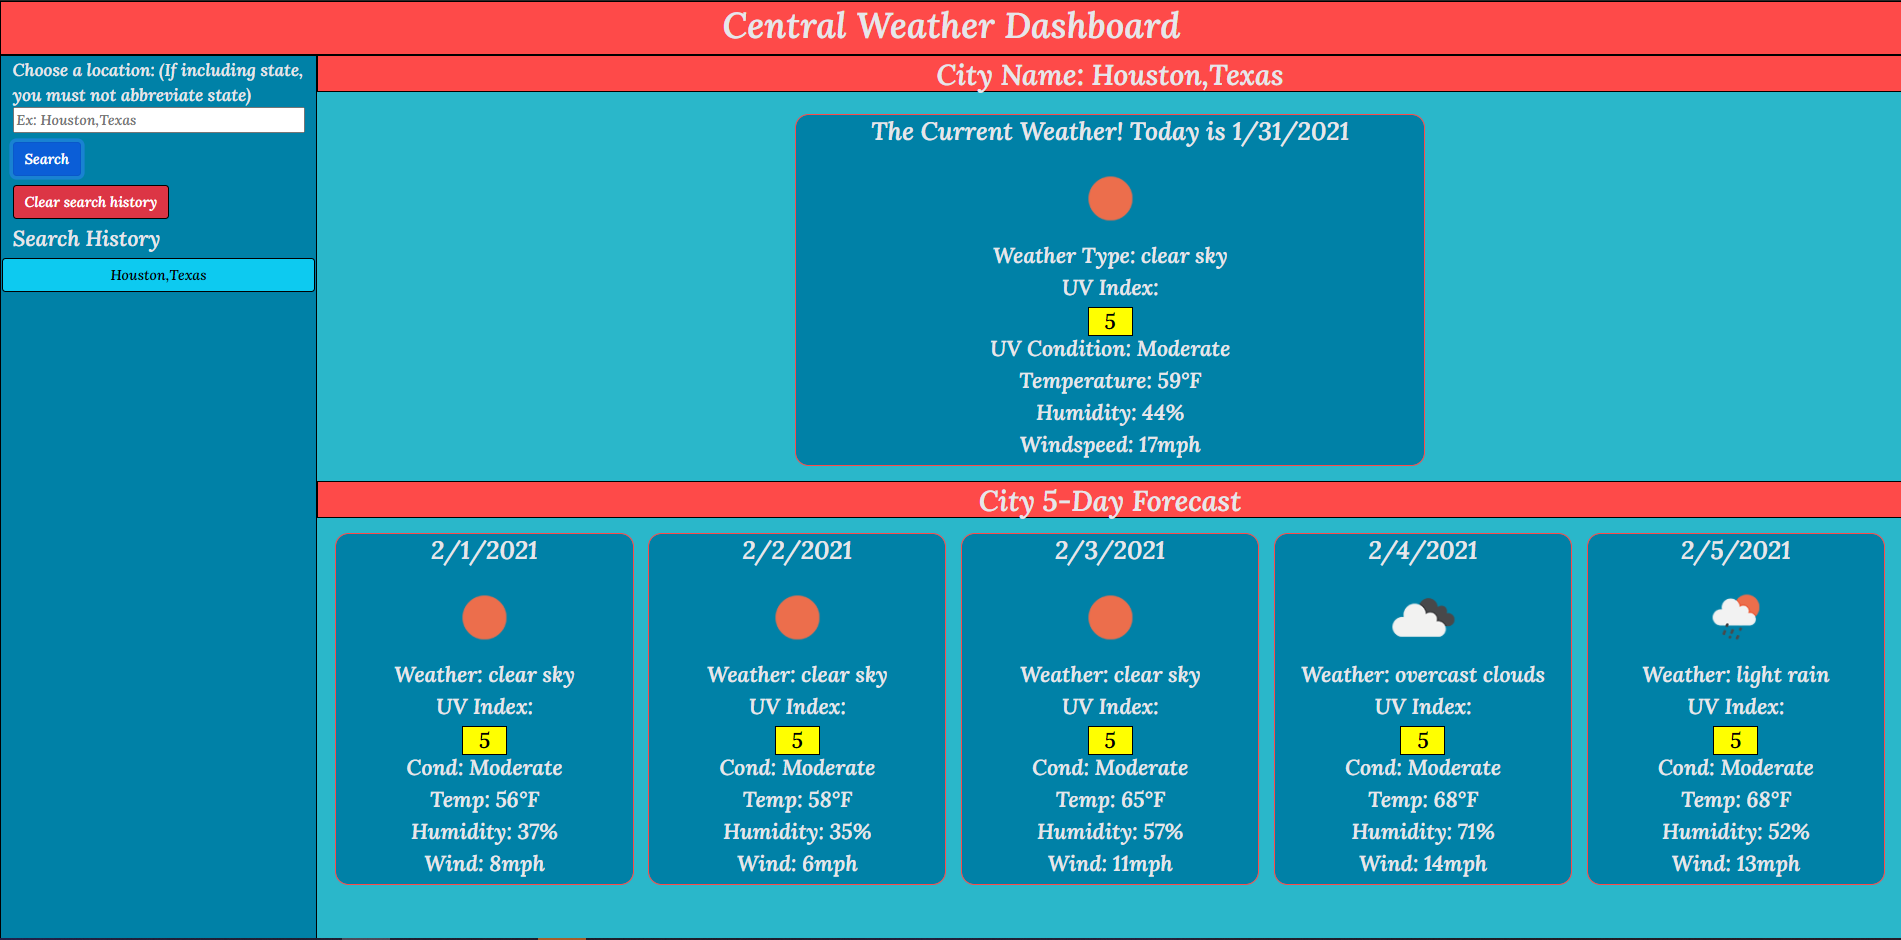 Central Weather Dashboard
Choose a location: (If including state,
you must not abbreviate state)
Ex: Houston,Texas
Search
Clear search history
Search History
Houston,Texas
City Name: Houston,Texas
The Current Weather! Today is 1/31/2021
Weather Type: clear sky
UV Index:
5
UV Condition: Moderate
Temperature: 59°F
Humidity: 44%
Windspeed: 17mph
City 5-Day Forecast
2/1/2021
Weather: clear sky
UV Index:
5
Cond: Moderate
Temp: 56°F
Humidity: 37%
Wind: 8mph
2/2/2021
Weather: clear sky
UV Index:
5
Cond: Moderate
Temp: 58°F
Humidity: 35%
Wind: 6mph
2/3/2021
Weather: clear sky
UV Index:
5
Cond: Moderate
Temp: 65°F
Humidity: 57%
Wind: 11mph
2/4/2021
Weather: overcast clouds
UV Index:
5
Cond: Moderate
Temp: 68°F
Humidity: 71%
Wind: 14mph
2/5/2021
Weather: light rain
UV Index:
5
Cond: Moderate
Temp: 68°F
Humidity: 52%
Wind: 13mph